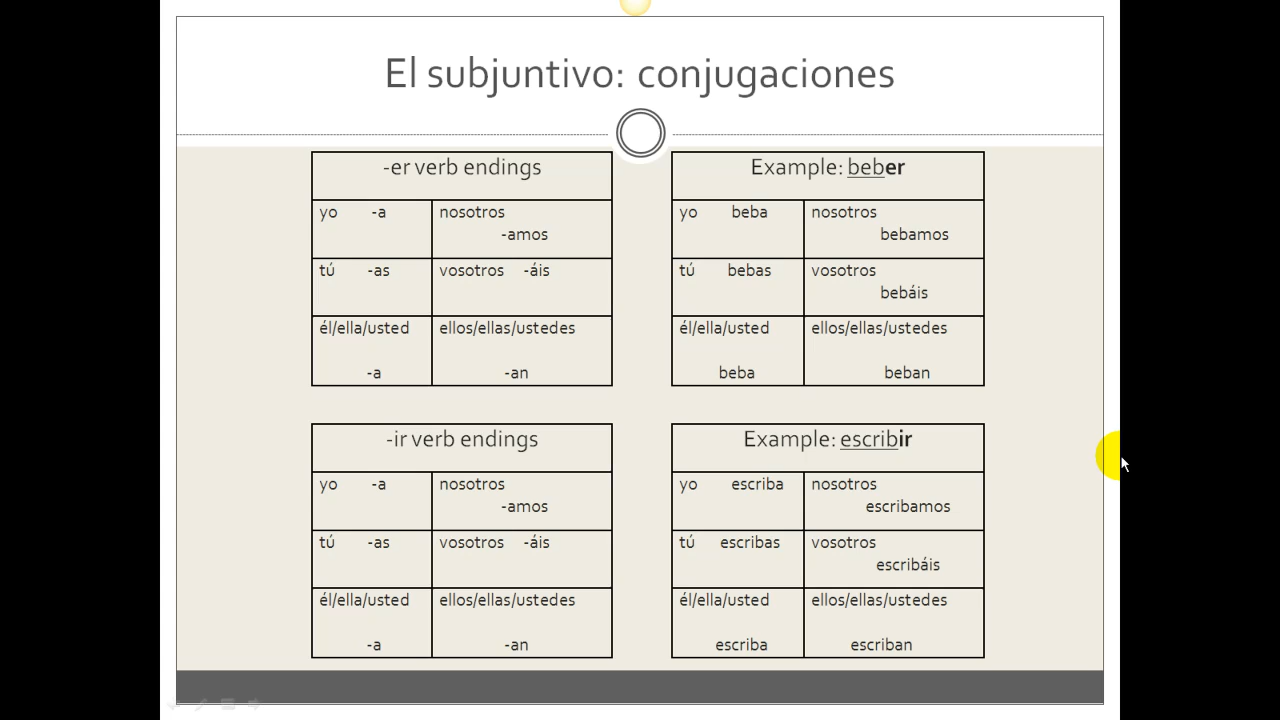 El subjuntivo: conjugaciones
-er verb endings
yo -a nosotros
-amos
tú -as vosotros -áis
él/ella/usted ellos/ellas/ustedes
-a -an
Example: beber
yo beba nosotros
bebamos
tú bebas vosotros
bebáis
él/ella/usted ellos/ellas/ustedes
beba beban
-ir verb endings
yo -a nosotros
-amos
tú -as vosotros -áis
él/ella/usted ellos/ellas/ustedes
-a -an
Example: escribir
yo escriba nosotros
escribamos
tú escribas vosotros
escribáis
él/ella/usted ellos/ellas/ustedes
escriba escriban